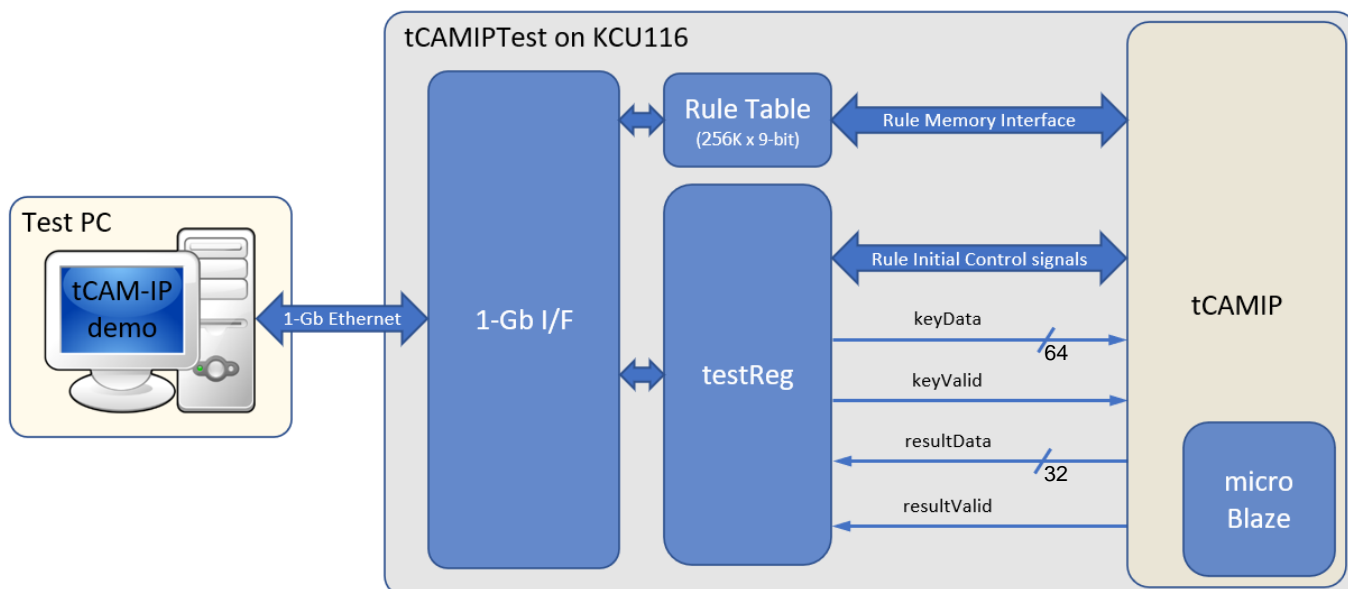 tCAMIPTest on KCU116
Test PC
tCAM-IP
demo
1-Gb Ethernet
1-Gb I/F
Rule Table
(256K x 9-bit)
Rule Memory Interface
testReg
Rule Initial Control signals
keyData
64
keyValid
resultData
32
resultValid
tCAMIP
micro
Blaze